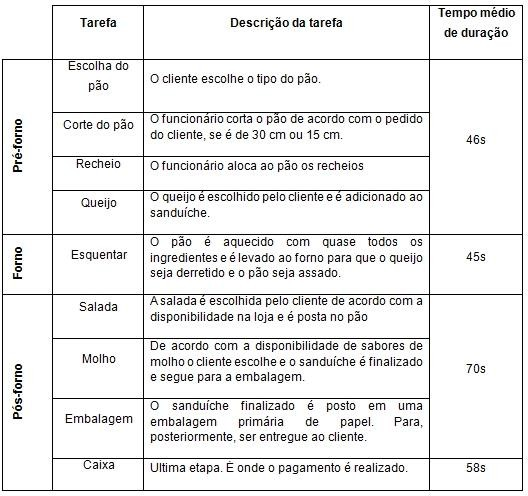 Tarefa
Descrição da tarefa
Tempo médio
de duração
Pré-forno
Escolha do
pão
O cliente escolhe o tipo do pão.
Corte do pão
O funcionário corta o pão de acordo com o pedido
do cliente, se é de 30 cm ou 15 cm.
Recheio
O funcionário aloca ao pão os recheios
Queijo
O queijo é escolhido pelo cliente e é adicionado ao
sanduíche.
46s
Forno
Esquentar
O pão é aquecido com quase todos os
ingredientes e é levado ao forno para que o queijo
seja derretido e o pão seja assado.
45s
Pós-forno
Salada
A salada é escolhida pelo cliente de acordo com a
disponibilidade na loja e é posta no pão
Molho
De acordo com a disponibilidade de sabores de
molho o cliente escolhe e o sanduíche é finalizado
e segue para a embalagem.
Embalagem
O sanduíche finalizado é posto em uma
embalagem primária de papel. Para,
posteriormente, ser entregue ao cliente.
70s
Caixa
Ultima etapa. É onde o pagamento é realizado.
58s